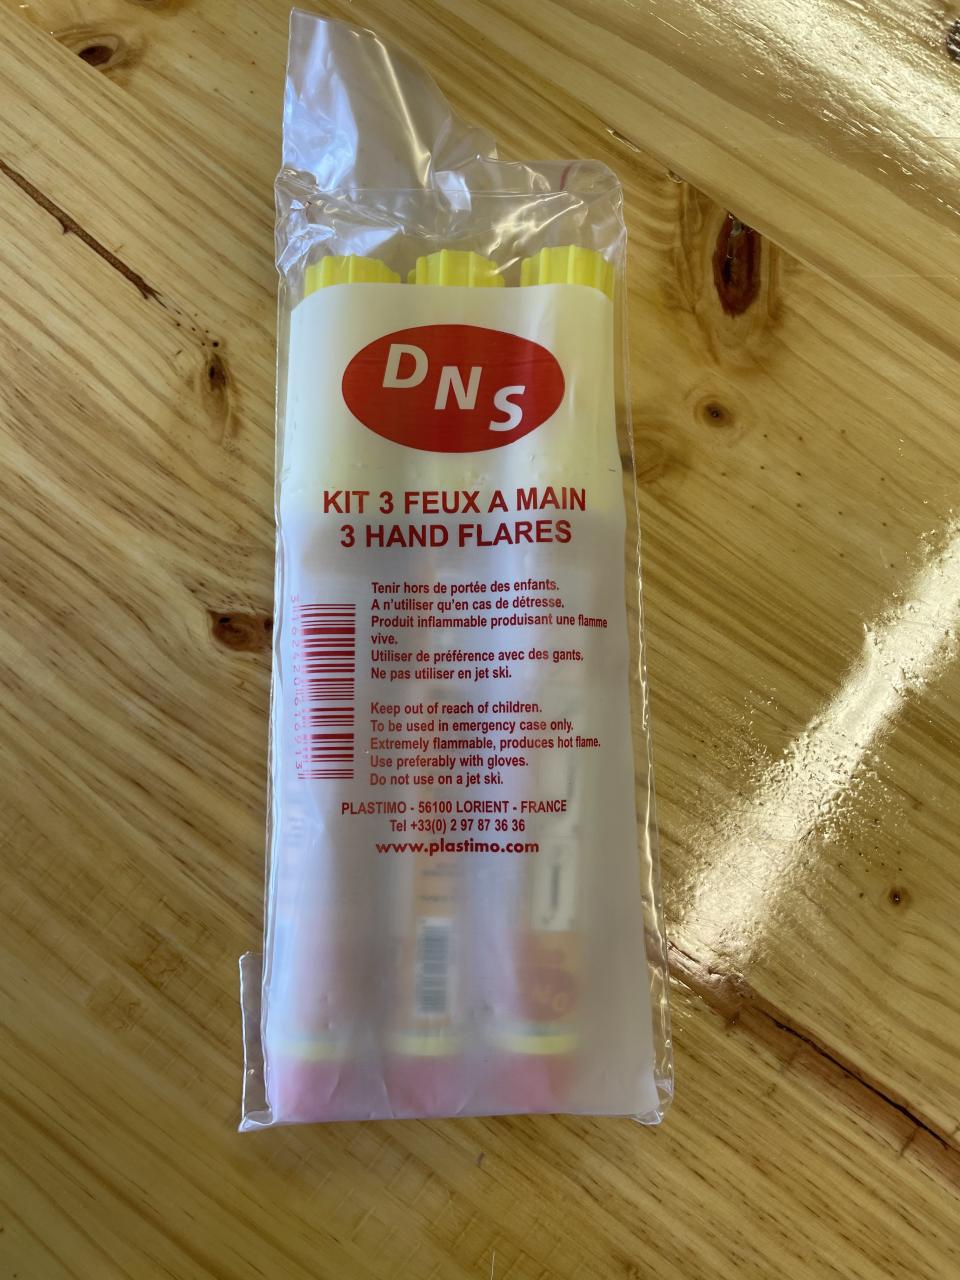 DNS
KIT 3 FEUX A MAIN
3 HAND FLARES
Tenir hors de portée des enfants.
A n'utiliser qu'en cas de détresse.
Produit inflammable produisant une flamme
vive.
Utiliser de préférence avec des gants.
Ne pas utiliser en jet ski.
Keep out of reach of children.
To be used in emergency case only.
Extremely flammable, produces hot flame.
Use preferably with gloves.
Do not use on a jet ski.
PLASTIMO - 56100 LORIENT - FRANCE
Tel +33(0) 2 97 87 36 36
www.plastimo.com